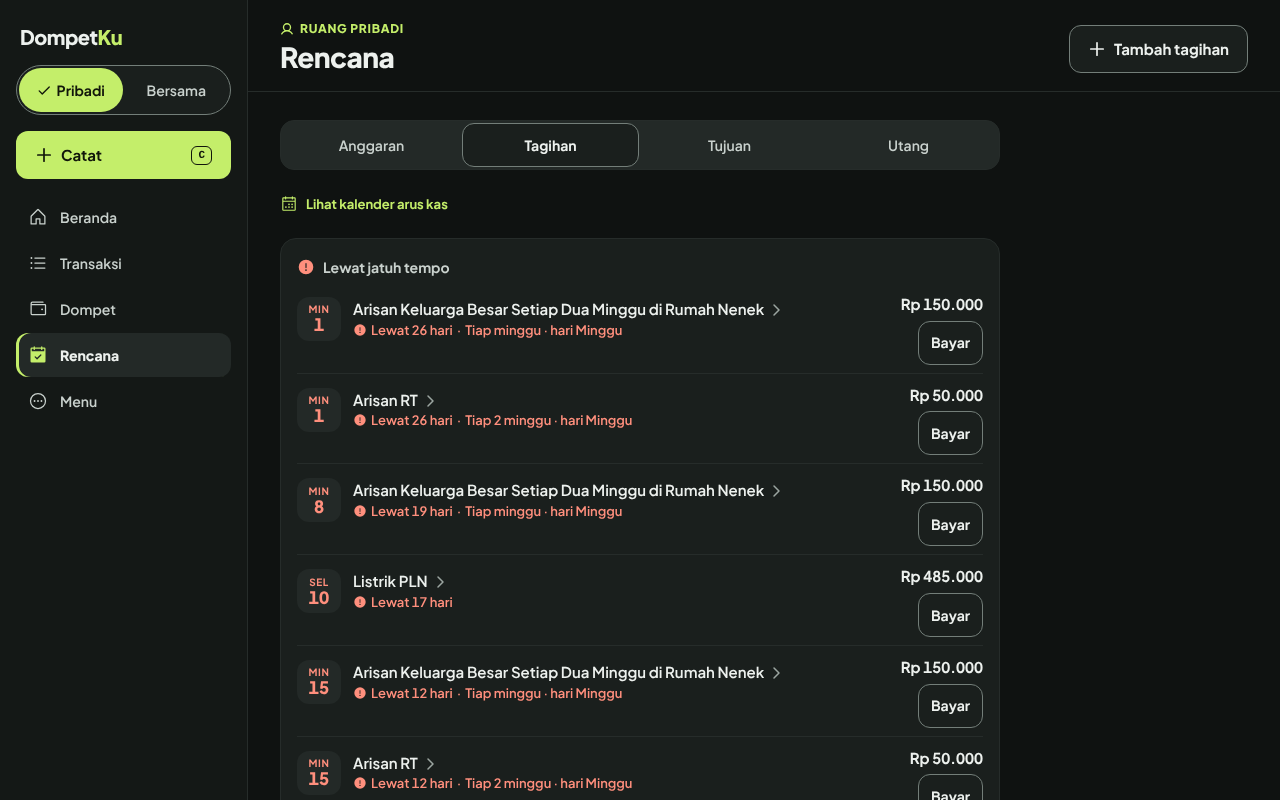 DompetKu
Pribadi
Bersama
Catat
C
Beranda
Transaksi
Dompet
Rencana
Menu
RUANG PRIBADI
Rencana
Tambah tagihan
Anggaran
Tagihan
Tujuan
Utang
Lihat kalender arus kas
Lewat jatuh tempo
MIN
1
Arisan Keluarga Besar Setiap Dua Minggu di Rumah Nenek
Lewat 26 hari · Tiap minggu · hari Minggu
Rp 150.000
Bayar
MIN
1
Arisan RT
Lewat 26 hari · Tiap 2 minggu · hari Minggu
Rp 50.000
Bayar
MIN
8
Arisan Keluarga Besar Setiap Dua Minggu di Rumah Nenek
Lewat 19 hari · Tiap minggu · hari Minggu
Rp 150.000
Bayar
SEL
10
Listrik PLN
Lewat 17 hari
Rp 485.000
Bayar
MIN
15
Arisan Keluarga Besar Setiap Dua Minggu di Rumah Nenek
Lewat 12 hari · Tiap minggu · hari Minggu
Rp 150.000
Bayar
MIN
15
Arisan RT
Lewat 12 hari · Tiap 2 minggu · hari Minggu
Rp 50.000
Bayar